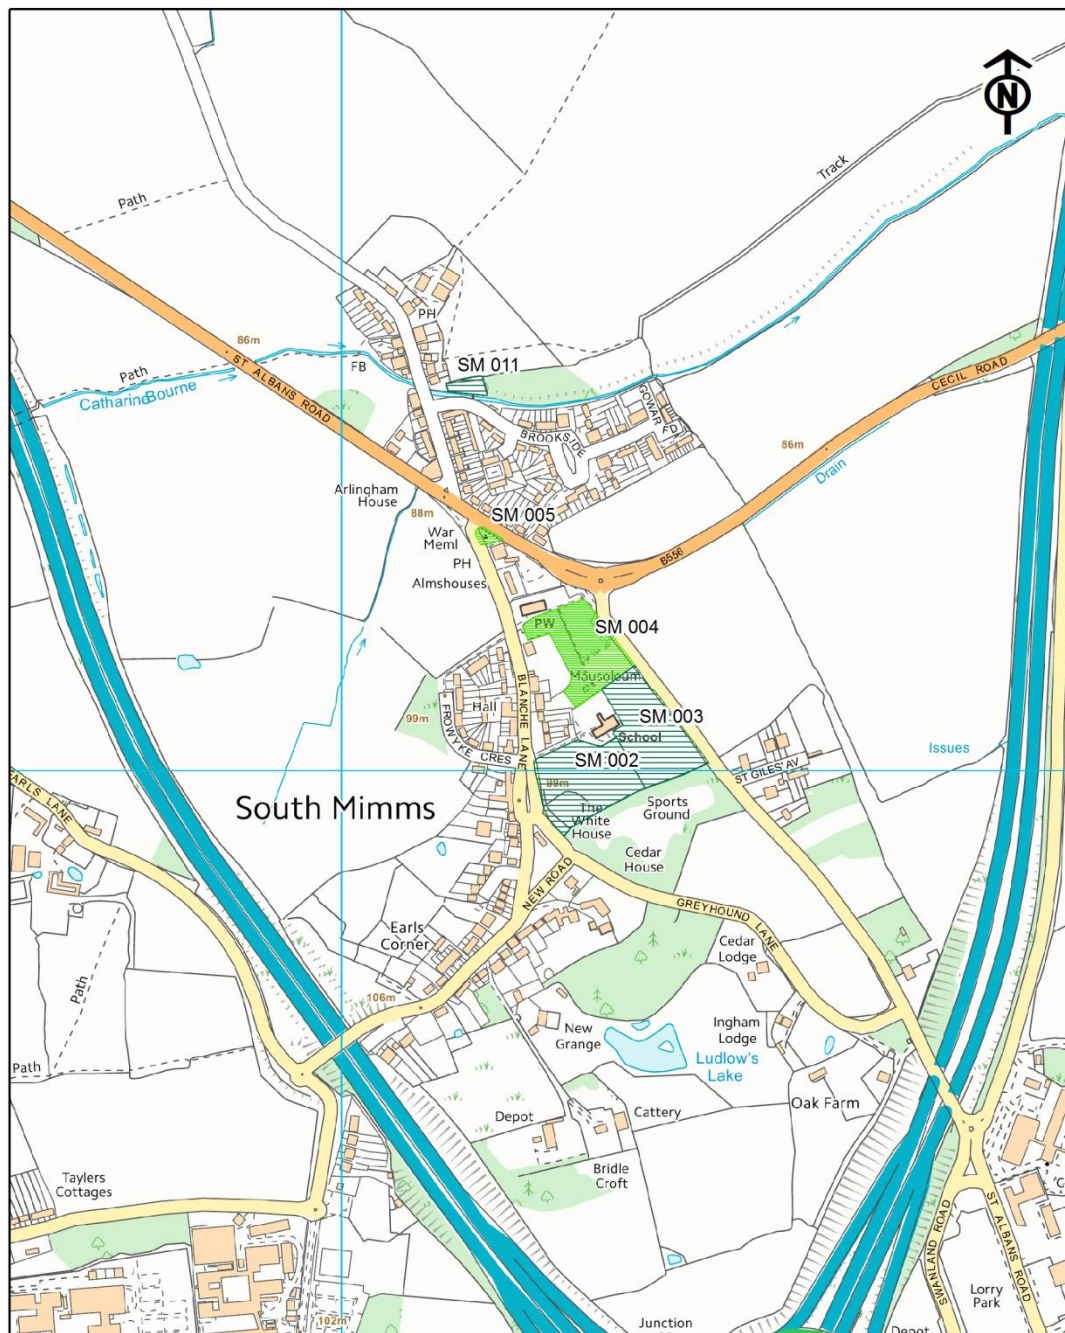 N
Track
Path
PH
86m
ST ALBANS ROAD
FB
SM 011
Path
Catharine Bourne
CECIL ROAD
GOWAR FD
BROOKSIDE
86m
Drain
Arlingham
House
88m
SM 005
War
Meml
PH
Almshouses
B556
PW
SM 004
Mausoleum
BLANCHE LANE
Hall
99m
FROWYKE CRES
SM 003
School
SM 002
Issues
ST GILES' AV
99m
The
White
House
Sports
Ground
EARLS LANE
South Mimms
Cedar
House
NEW ROAD
GREYHOUND LANE
Earls
Corner
Cedar
Lodge
Path
106m
New
Grange
Ingham
Lodge
Ludlow's
Lake
Path
Oak Farm
Depot
Cattery
Bridle
Croft
Taylers
Cottages
SWANLAND ROAD
ST ALBANS ROAD
Lorry
Park
102m
Junction
Depot